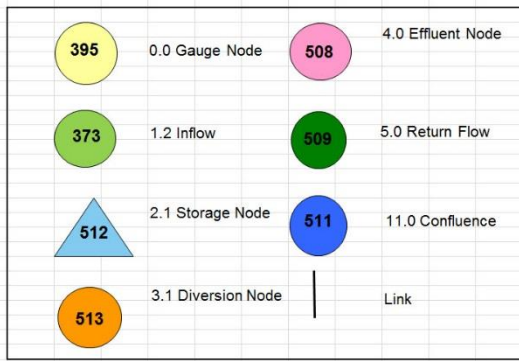 395 0.0 Gauge Node
373 1.2 Inflow
512 2.1 Storage Node
513 3.1 Diversion Node
508 4.0 Effluent Node
509 5.0 Return Flow
511 11.0 Confluence
Link